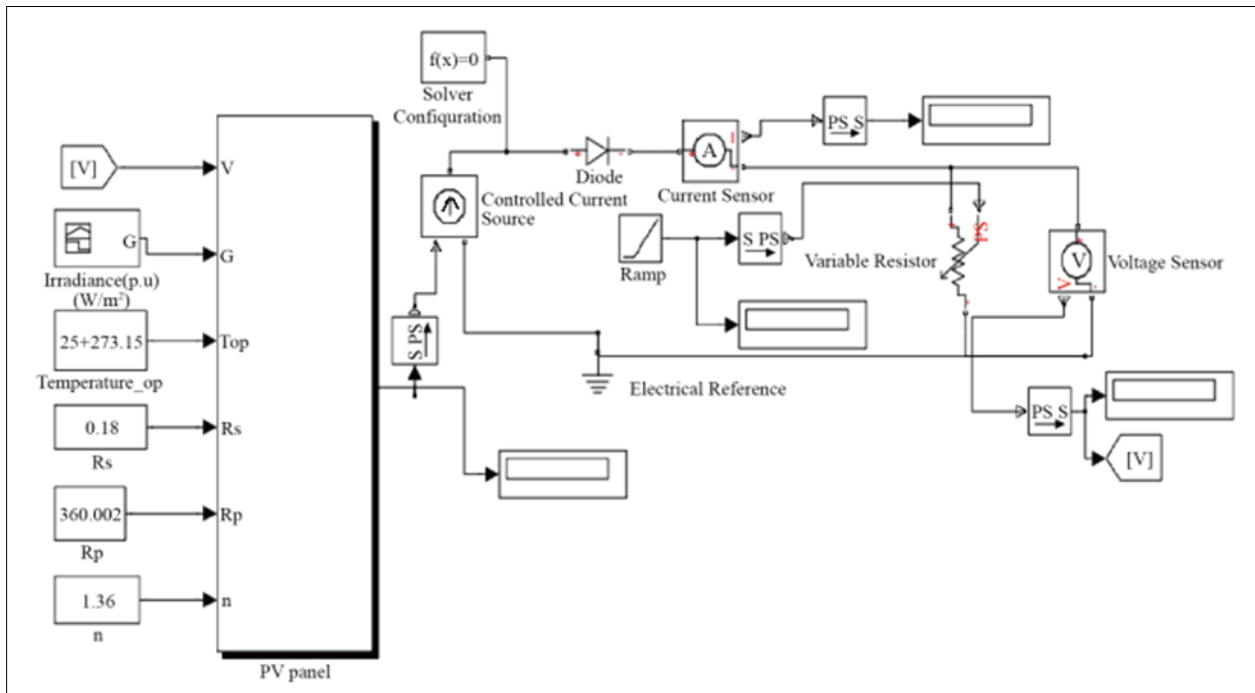 f(x)=0
Solver
Confiquration
[V]
V
G
Irradiance(p.u)
(W/m²)
G
25+273.15
Top
Temperature_op
0.18
Rs
Rs
360.002
Rp
Rp
1.36
n
n
PV panel
Controlled Current
Source
S PS
+
-
Diode
+
A
I
-
Current Sensor
PS S
Ramp
S PS
PS
+
-
Variable Resistor
+
V
V
-
Voltage Sensor
Electrical Reference
PS S
[V]